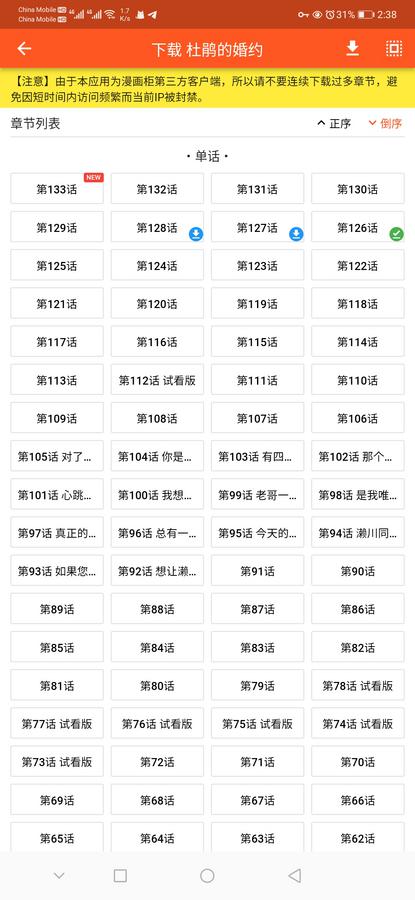 China Mobile HD China Mobile HD 1.7 K/s 31% 2:38
下载 杜鹃的婚约
【注意】由于本应用为漫画柜第三方客户端，所以请不要连续下载过多章节，避
免因短时间内访问频繁而当前IP被封禁。
章节列表 正序 倒序
• 单话 •
第133话 NEW 第132话 第131话 第130话
第129话 第128话 第127话 第126话
第125话 第124话 第123话 第122话
第121话 第120话 第119话 第118话
第117话 第116话 第115话 第114话
第113话 第112话 试看版 第111话 第110话
第109话 第108话 第107话 第106话
第105话 对了... 第104话 你是... 第103话 有四... 第102话 那个...
第101话 心跳... 第100话 我想... 第99话 老哥一... 第98话 是我唯...
第97话 真正的... 第96话 总有一... 第95话 今天的... 第94话 濑川同...
第93话 如果您... 第92话 想让濑... 第91话 第90话
第89话 第88话 第87话 第86话
第85话 第84话 第83话 第82话
第81话 第80话 第79话 第78话 试看版
第77话 试看版 第76话 试看版 第75话 试看版 第74话 试看版
第73话 试看版 第72话 第71话 第70话
第69话 第68话 第67话 第66话
第65话 第64话 第63话 第62话